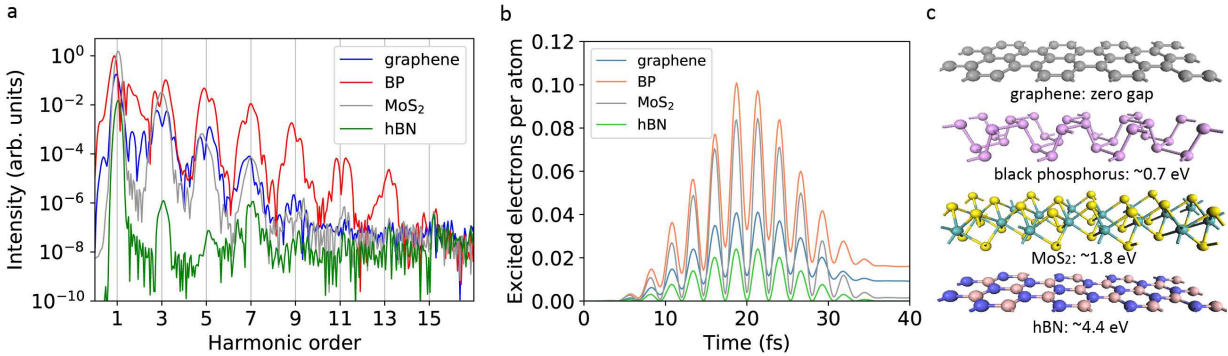 a
10⁰
10⁻²
10⁻⁴
10⁻⁶
10⁻⁸
10⁻¹⁰
Intensity (arb. units)
graphene
BP
MoS₂
hBN
1 3 5 7 9 11 13 15
Harmonic order
b
0.12
0.10
0.08
0.06
0.04
0.02
0.00
Excited electrons per atom
graphene
BP
MoS₂
hBN
0 10 20 30 40
Time (fs)
c
graphene: zero gap
black phosphorus: ~0.7 eV
MoS₂: ~1.8 eV
hBN: ~4.4 eV